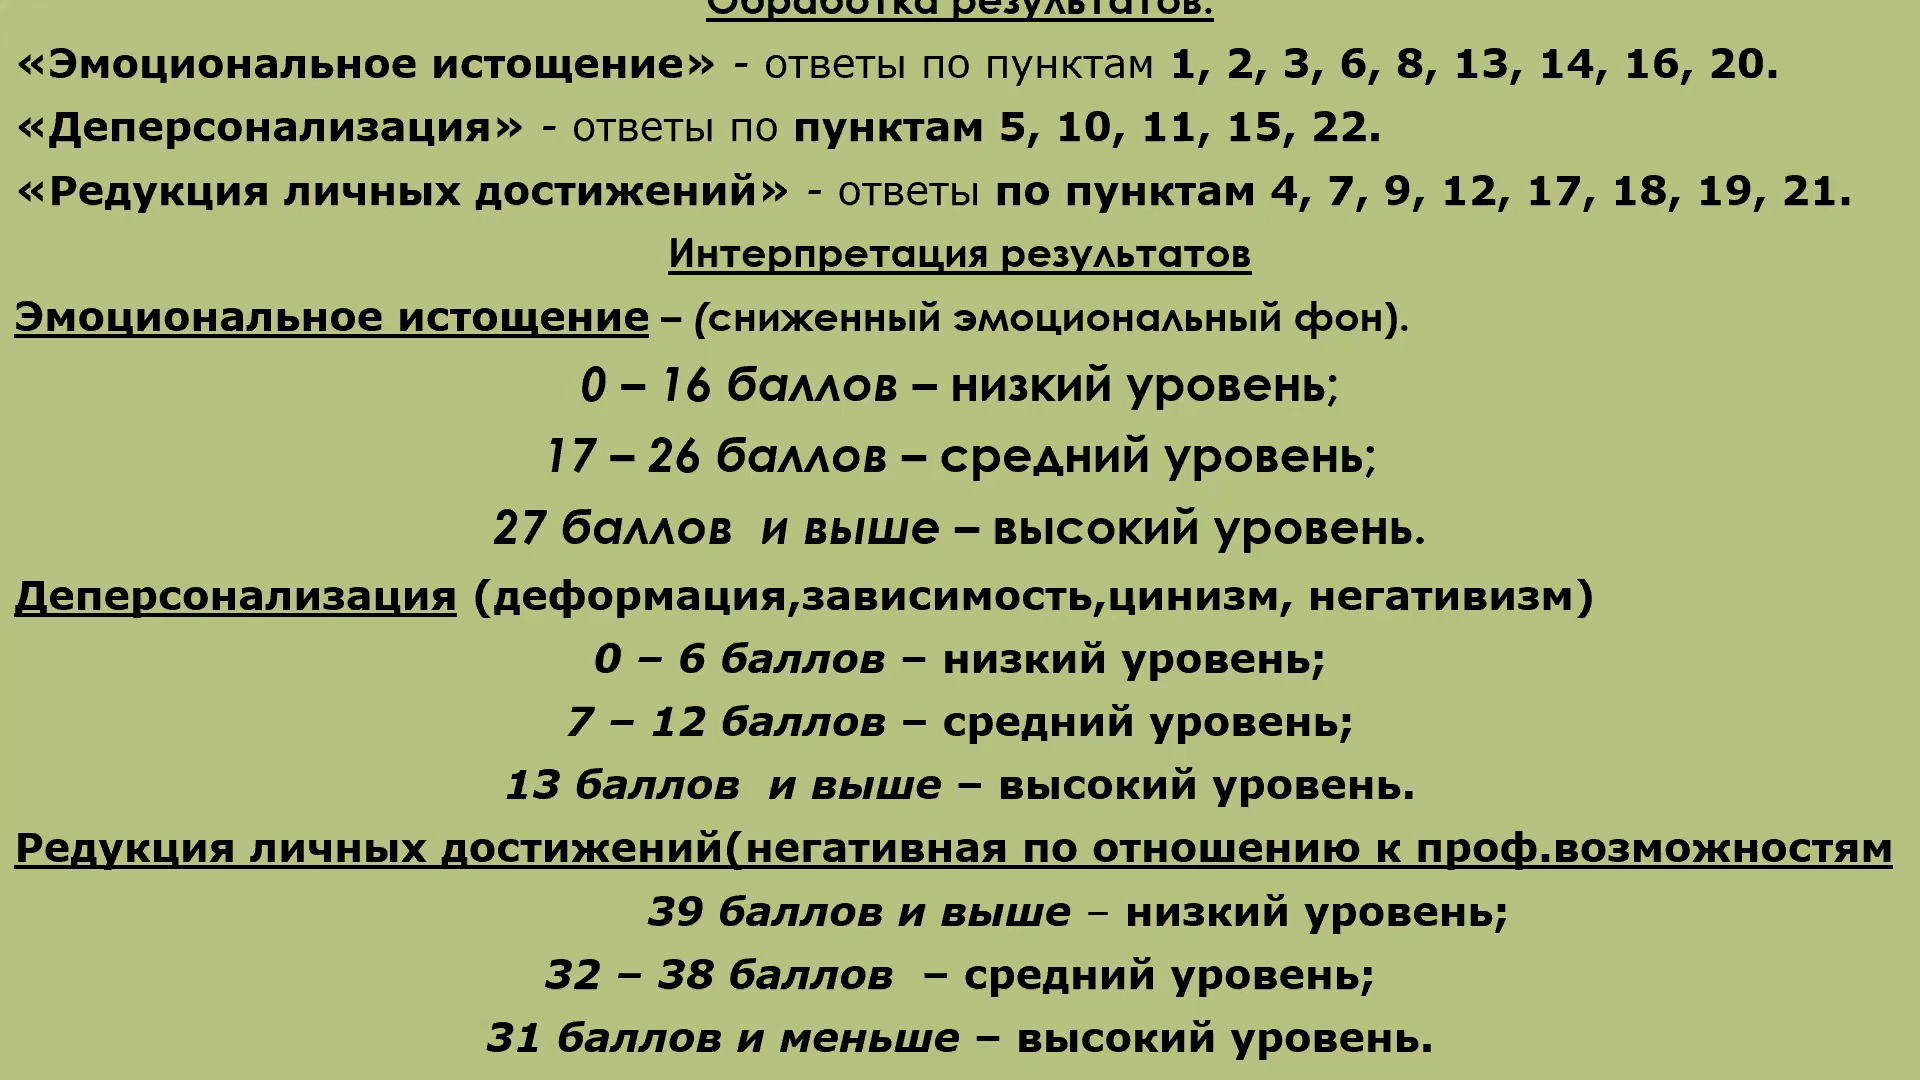 Обработка результатов.
«Эмоциональное истощение» - ответы по пунктам 1, 2, 3, 6, 8, 13, 14, 16, 20.
«Деперсонализация» - ответы по пунктам 5, 10, 11, 15, 22.
«Редукция личных достижений» - ответы по пунктам 4, 7, 9, 12, 17, 18, 19, 21.
Интерпретация результатов
Эмоциональное истощение – (сниженный эмоциональный фон).
0 – 16 баллов – низкий уровень;
17 – 26 баллов – средний уровень;
27 баллов и выше – высокий уровень.
Деперсонализация (деформация,зависимость,цинизм, негативизм)
0 – 6 баллов – низкий уровень;
7 – 12 баллов – средний уровень;
13 баллов и выше – высокий уровень.
Редукция личных достижений(негативная по отношению к проф.возможностям
39 баллов и выше – низкий уровень;
32 – 38 баллов – средний уровень;
31 баллов и меньше – высокий уровень.